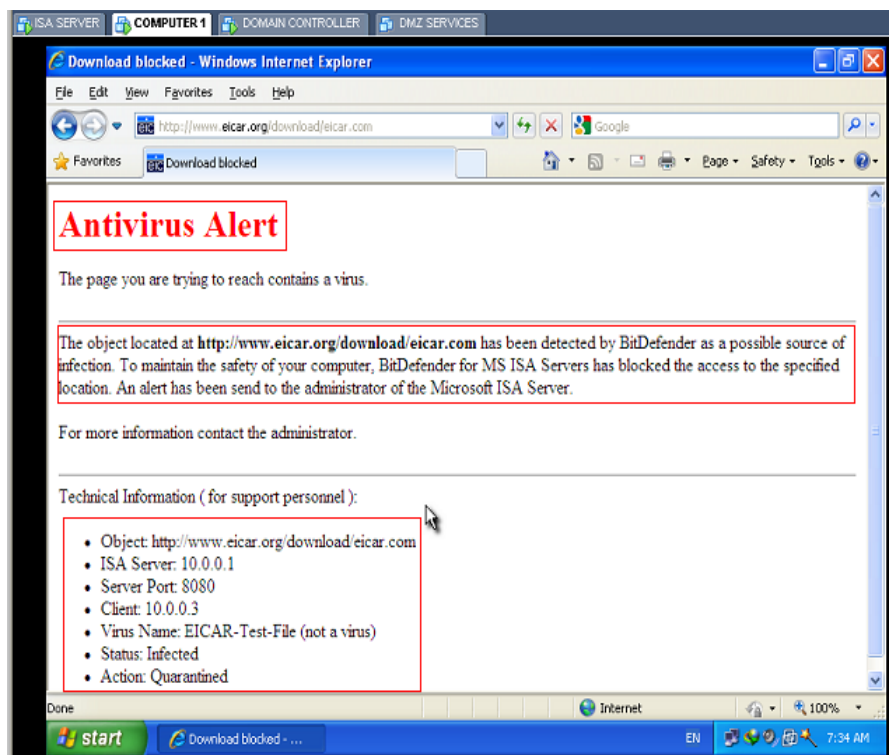 ISA SERVER COMPUTER 1 DOMAIN CONTROLLER DMZ SERVICES
Download blocked - Windows Internet Explorer
File Edit View Favorites Tools Help
http://www.eicar.org/download/eicar.com Google
Favorites Download blocked Page Safety Tools
Antivirus Alert
The page you are trying to reach contains a virus.
The object located at http://www.eicar.org/download/eicar.com has been detected by BitDefender as a possible source of
infection. To maintain the safety of your computer, BitDefender for MS ISA Servers has blocked the access to the specified
location. An alert has been send to the administrator of the Microsoft ISA Server.
For more information contact the administrator.
Technical Information ( for support personnel ):
• Object: http://www.eicar.org/download/eicar.com
• ISA Server: 10.0.0.1
• Server Port: 8080
• Client: 10.0.0.3
• Virus Name: EICAR-Test-File (not a virus)
• Status: Infected
• Action: Quarantined
Done Internet 100%
start Download blocked - ... EN 7:34 AM